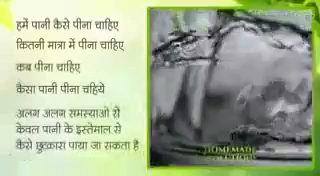 हमें पानी कैसे पीना चाहिए
कितनी मात्रा में पीना चाहिए
कब पीना चाहिए
कैसा पानी पीना चहिये
अलग अलग समस्याओ से
केवल पानी के इस्तेमाल से
कैसे छुटकारा पाया जा सकता है
HOMEMADE